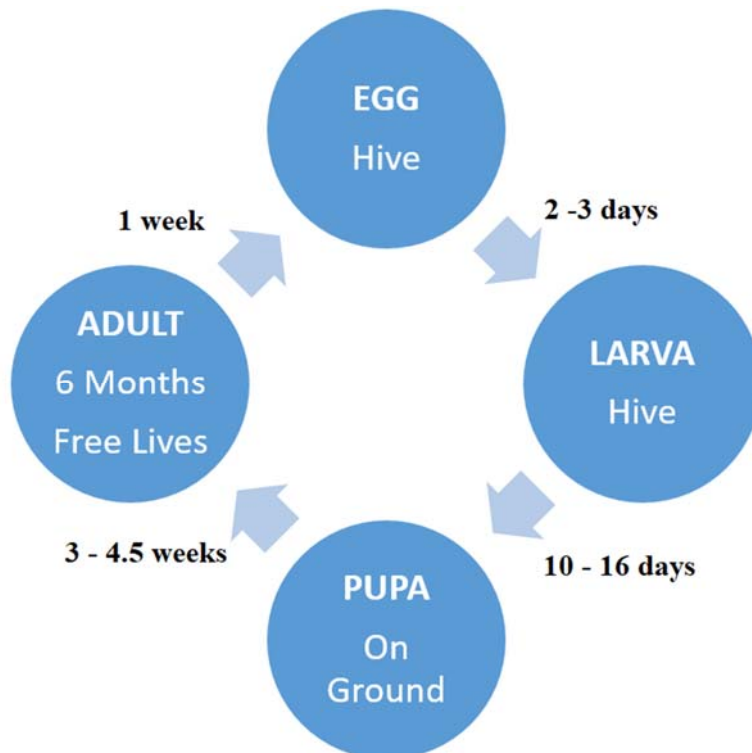 EGG
Hive
2 -3 days
LARVA
Hive
10 - 16 days
PUPA
On
Ground
3 - 4.5 weeks
ADULT
6 Months
Free Lives
1 week